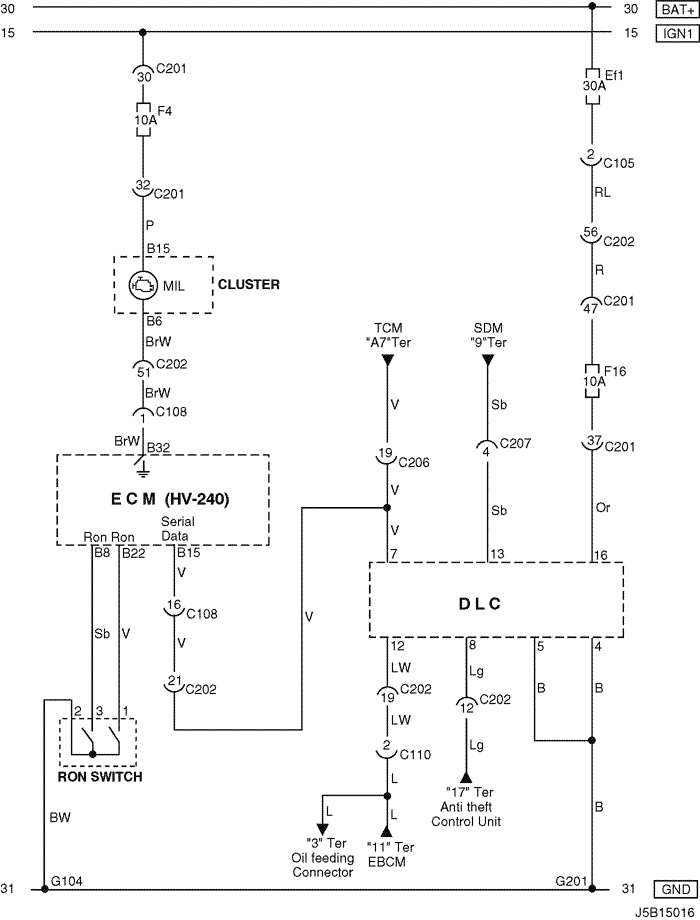 30 30 BAT+
15 15 IGN1
C201
30
F4
10A
Ef1
30A
2
C105
32
C201
RL
P
56
C202
B15
R
MIL
CLUSTER
C201
47
B6
BrW
TCM
"A7"Ter
SDM
"9"Ter
C202
51
F16
10A
BrW
V
Sb
C108
1
BrW
B32
19
C206
C207
4
37
C201
E C M (HV-240)
V
Sb
Or
Ron Ron
Serial
Data
V
B8 B22 B15
7 13 16
V
16
C108
D L C
Sb V V
V
12 8 5 4
21
C202
LW Lg
B B
C202
19
C202
12
2 3 1
LW Lg
2
C110
RON SWITCH
L
"17" Ter
Anti theft
Control Unit
BW
L L
B
"3" Ter
Oil feeding
Connector
"11" Ter
EBCM
31 G104 G201 31 GND
J5B15016